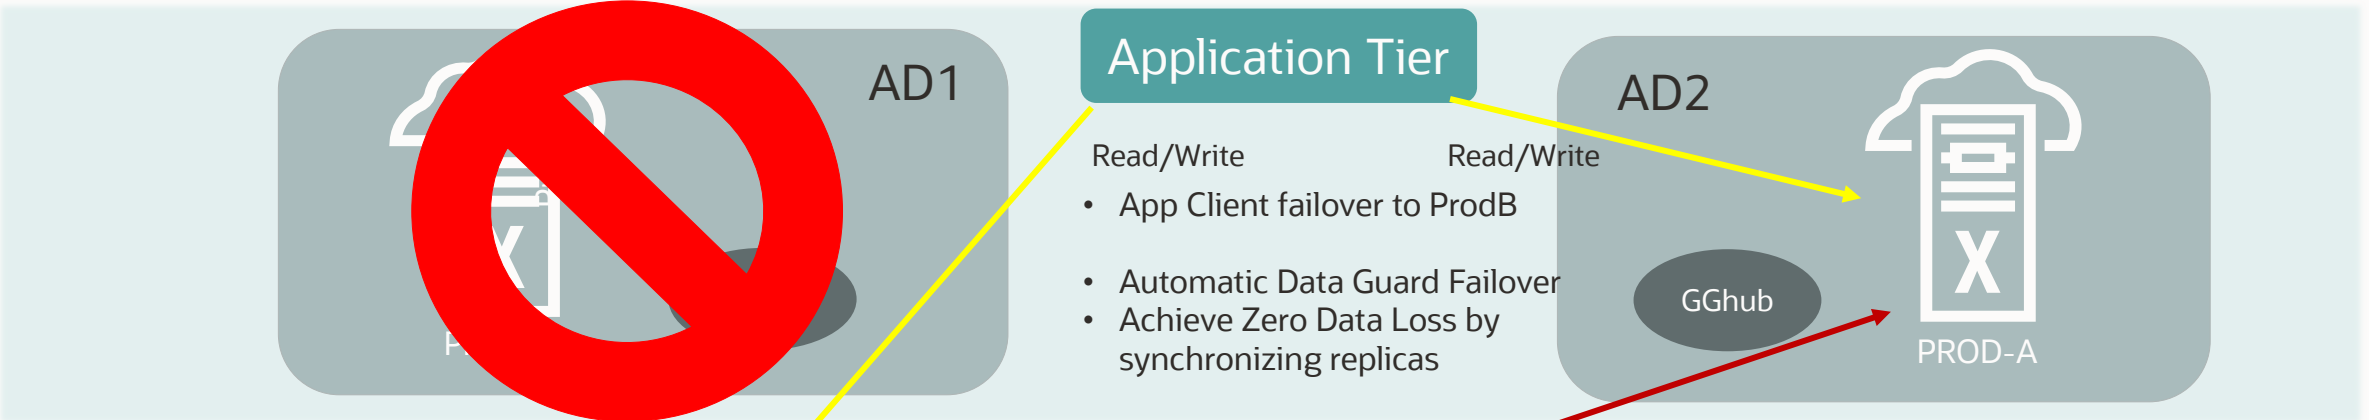 Application Tier
AD1
AD2
Read/Write
Read/Write
• App Client failover to ProdB
• Automatic Data Guard Failover
• Achieve Zero Data Loss by
synchronizing replicas
X
GGhub
X
PROD-A